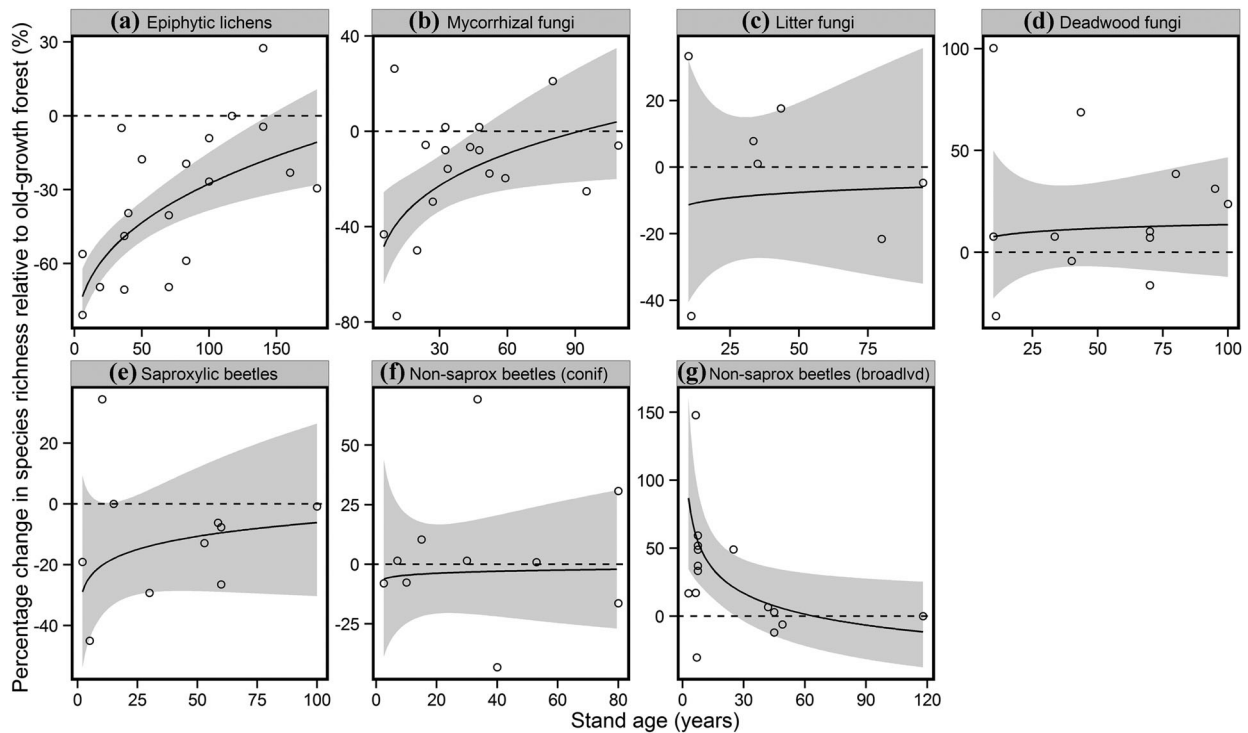 Percentage change in species richness relative to old-growth forest (%)
(a) Epiphytic lichens
30
0
-30
-60
0 50 100 150
(b) Mycorrhizal fungi
40
0
-40
-80
30 60 90
(c) Litter fungi
20
0
-20
-40
25 50 75
(d) Deadwood fungi
100
50
0
25 50 75 100
(e) Saproxylic beetles
20
0
-20
-40
0 25 50 75 100
(f) Non-saprox beetles (conif)
50
25
0
-25
0 20 40 60 80
(g) Non-saprox beetles (broadlvd)
150
100
50
0
0 30 60 90 120
Stand age (years)